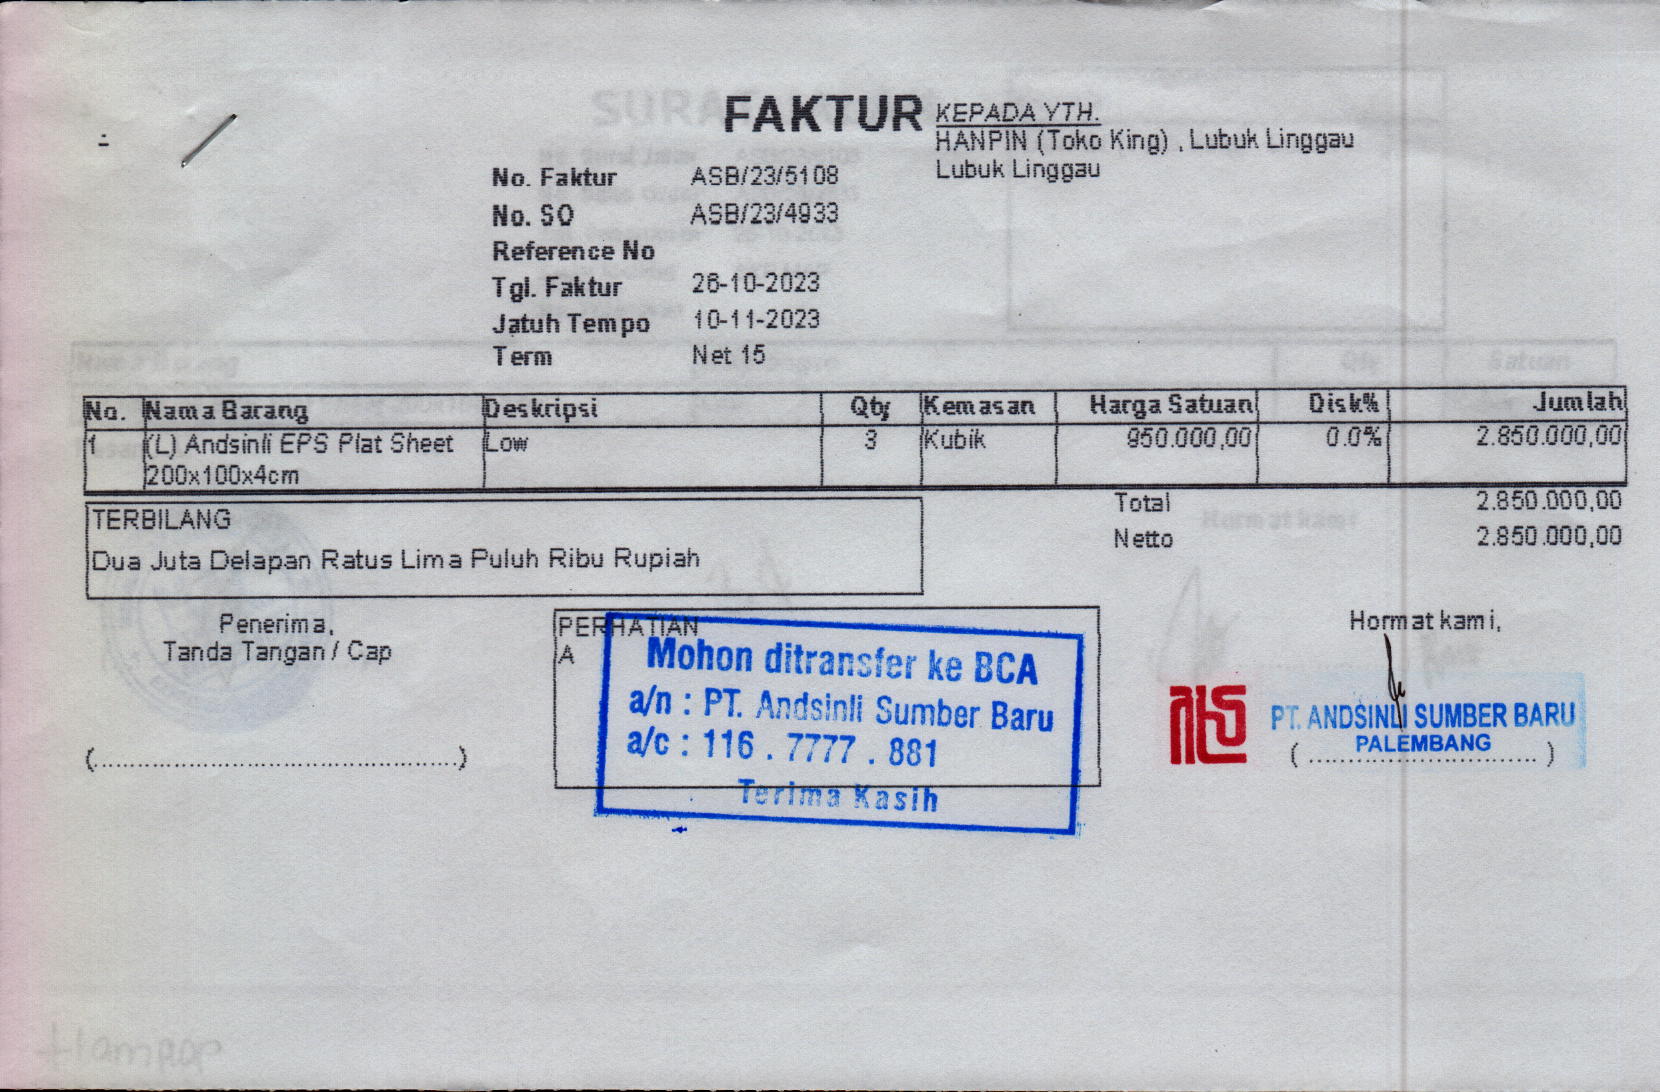 FAKTUR
KEPADA YTH.
HANPIN (Toko King) , Lubuk Linggau
Lubuk Linggau
No. Faktur ASB/23/5108
No. SO ASB/23/4933
Reference No
Tgl. Faktur 26-10-2023
Jatuh Tempo 10-11-2023
Term Net 15
No. Nama Barang Deskripsi Qty Kemasan Harga Satuan Disk% Jumlah
1 (L) Andsinli EPS Plat Sheet Low 3 Kubik 950.000,00 0.0% 2.850.000,00
200x100x4cm
Total 2.850.000,00
Netto 2.850.000,00
TERBILANG
Dua Juta Delapan Ratus Lima Puluh Ribu Rupiah
Penerima,
Tanda Tangan / Cap
(............................................)
PERHATIAN
A
Mohon ditransfer ke BCA
a/n : PT. Andsinli Sumber Baru
a/c : 116 . 7777 . 881
Terima Kasih
Hormat kami,
PT. ANDSINLI SUMBER BARU
PALEMBANG
( ............................ )